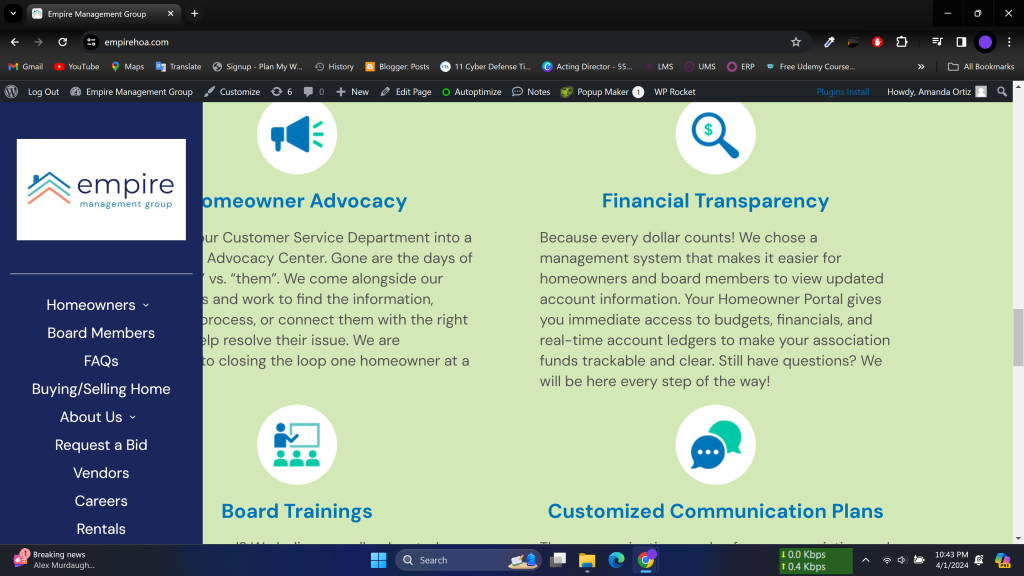 Empire Management Group
empirehoa.com
Gmail YouTube Maps Translate Signup - Plan My W... History Blogger: Posts 11 Cyber Defense Ti... Acting Director - 55... LMS UMS ERP Free Udemy Course... » All Bookmarks
Log Out Empire Management Group Customize 6 0 New Edit Page Autoptimize Notes Popup Maker 1 WP Rocket Plugins Install Howdy, Amanda Ortiz
empire
management group
Homeowners
Board Members
FAQs
Buying/Selling Home
About Us
Request a Bid
Vendors
Careers
Rentals
omeowner Advocacy
ur Customer Service Department into a
Advocacy Center. Gone are the days of
” vs. “them”. We come alongside our
s and work to find the information,
process, or connect them with the right
elp resolve their issue. We are
to closing the loop one homeowner at a
$
Financial Transparency
Because every dollar counts! We chose a
management system that makes it easier for
homeowners and board members to view updated
account information. Your Homeowner Portal gives
you immediate access to budgets, financials, and
real-time account ledgers to make your association
funds trackable and clear. Still have questions? We
will be here every step of the way!
Board Trainings
Customized Communication Plans
1
Breaking news
Alex Murdaugh...
Search
0.0 Kbps
0.4 Kbps
10:43 PM
4/1/2024